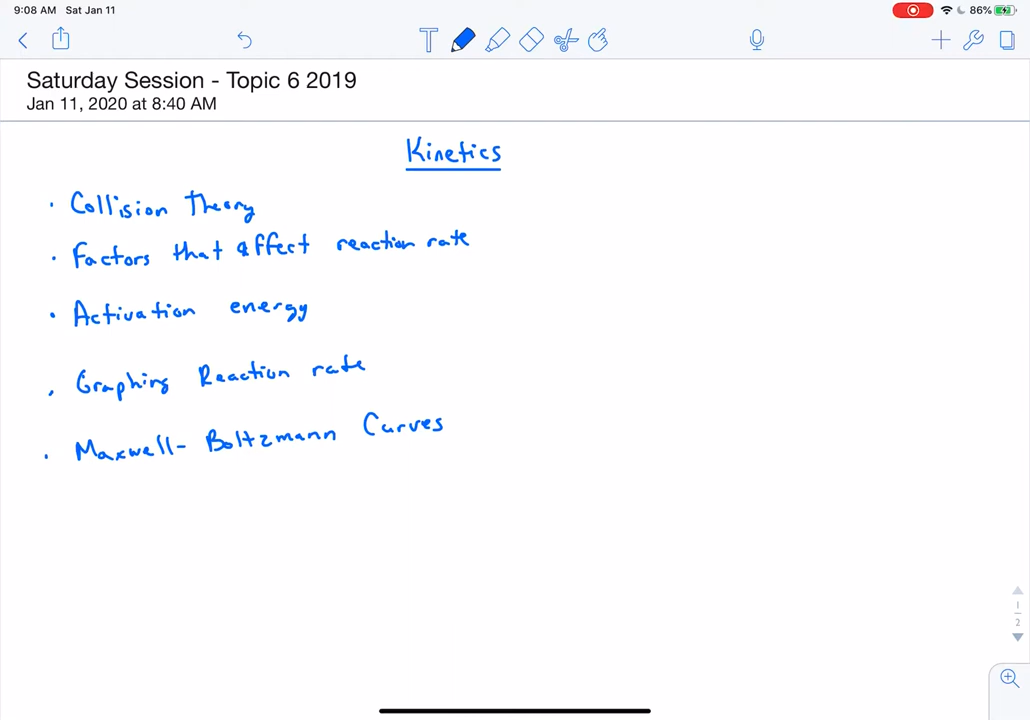 9:08 AM Sat Jan 11 86%
Saturday Session - Topic 6 2019
Jan 11, 2020 at 8:40 AM
Kinetics
· Collision Theory
· Factors that affect reaction rate
· Activation energy
· Graphing Reaction rate
· Maxwell-Boltzmann Curves
1
2